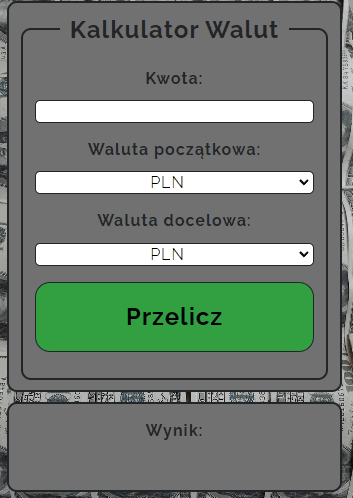 Kalkulator Walut
Kwota:
Waluta początkowa:
PLN
Waluta docelowa:
PLN
Przelicz
Wynik: